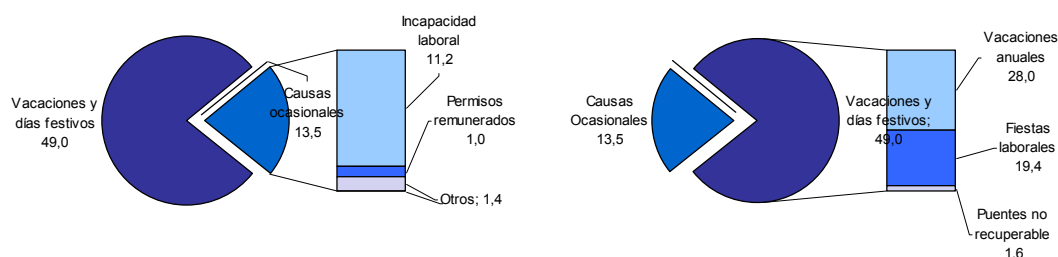 Incapacidad
laboral
11,2
Vacaciones y
días festivos
49,0
Causas
ocasionales
13,5
Permisos
remunerados
1,0
Otros; 1,4
Causas
Ocasionales
13,5
Vacaciones y
días festivos;
49,0
Vacaciones
anuales
28,0
Fiestas
laborales
19,4
Puentes no
recuperable
1,6